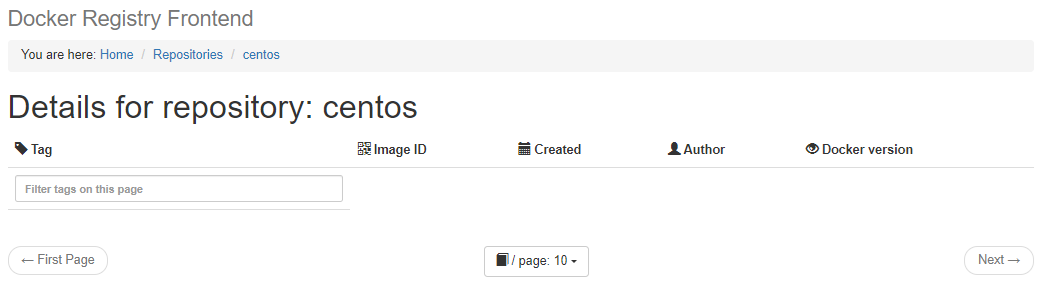 Docker Registry Frontend
You are here: Home / Repositories / centos
Details for repository: centos
Tag Image ID Created Author Docker version
Filter tags on this page
← First Page / page: 10 Next →